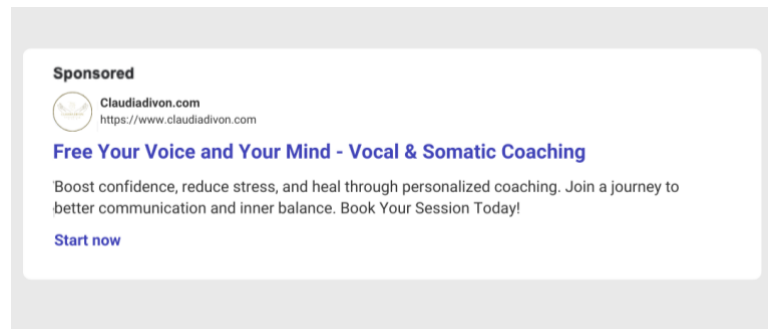 Sponsored
Claudiadivon.com
https://www.claudiadivon.com
Free Your Voice and Your Mind - Vocal & Somatic Coaching
Boost confidence, reduce stress, and heal through personalized coaching. Join a journey to
better communication and inner balance. Book Your Session Today!
Start now